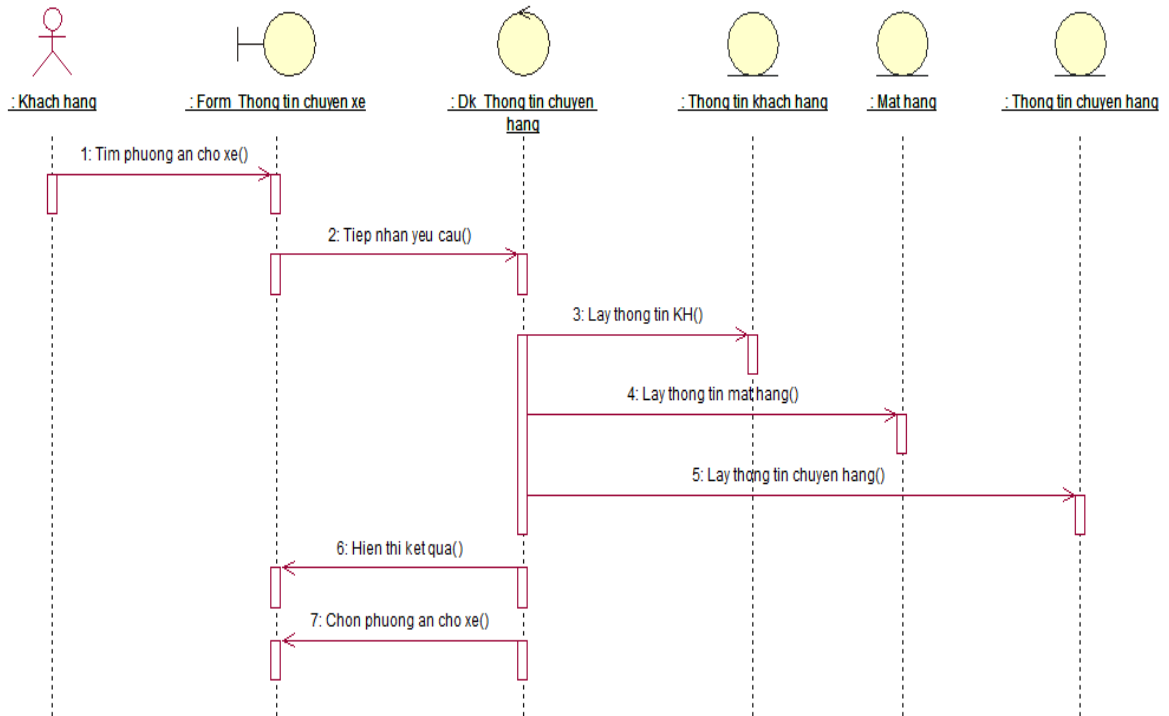 : Khach hang
: Form_Thong tin chuyen xe
: Dk_Thong tin chuyen
hang
: Thong tin khach hang
: Mat hang
: Thong tin chuyen hang
1: Tim phuong an cho xe()
2: Tiep nhan yeu cau()
3: Lay thong tin KH()
4: Lay thong tin mat hang()
5: Lay thong tin chuyen hang()
6: Hien thi ket qua()
7: Chon phuong an cho xe()